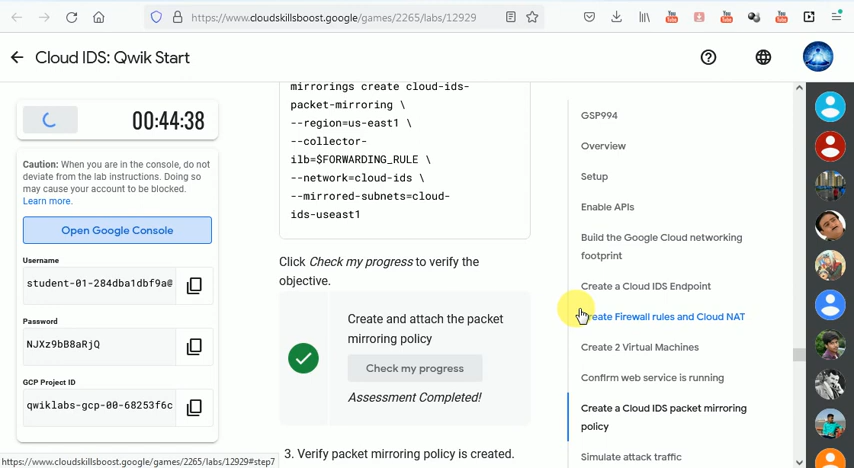 https://www.cloudskillsboost.google/games/2265/labs/12929
Cloud IDS: Qwik Start
00:44:38
Caution: When you are in the console, do not
deviate from the lab instructions. Doing so
may cause your account to be blocked.
Learn more.
Open Google Console
Username
student-01-284dba1dbf9a@
Password
NJXz9bB8aRjQ
GCP Project ID
qwiklabs-gcp-00-68253f6c
https://www.cloudskillsboost.google/games/2265/labs/12929#step7
mirrorings create cloud-ids-
packet-mirroring \
--region=us-east1 \
--collector-
ilb=$FORWARDING_RULE \
--network=cloud-ids \
--mirrored-subnets=cloud-
ids-useast1
Click Check my progress to verify the
objective.
Create and attach the packet
mirroring policy
Check my progress
Assessment Completed!
3. Verify packet mirroring policy is created.
GSP994
Overview
Setup
Enable APIs
Build the Google Cloud networking
footprint
Create a Cloud IDS Endpoint
Create Firewall rules and Cloud NAT
Create 2 Virtual Machines
Confirm web service is running
Create a Cloud IDS packet mirroring
policy
Simulate attack traffic